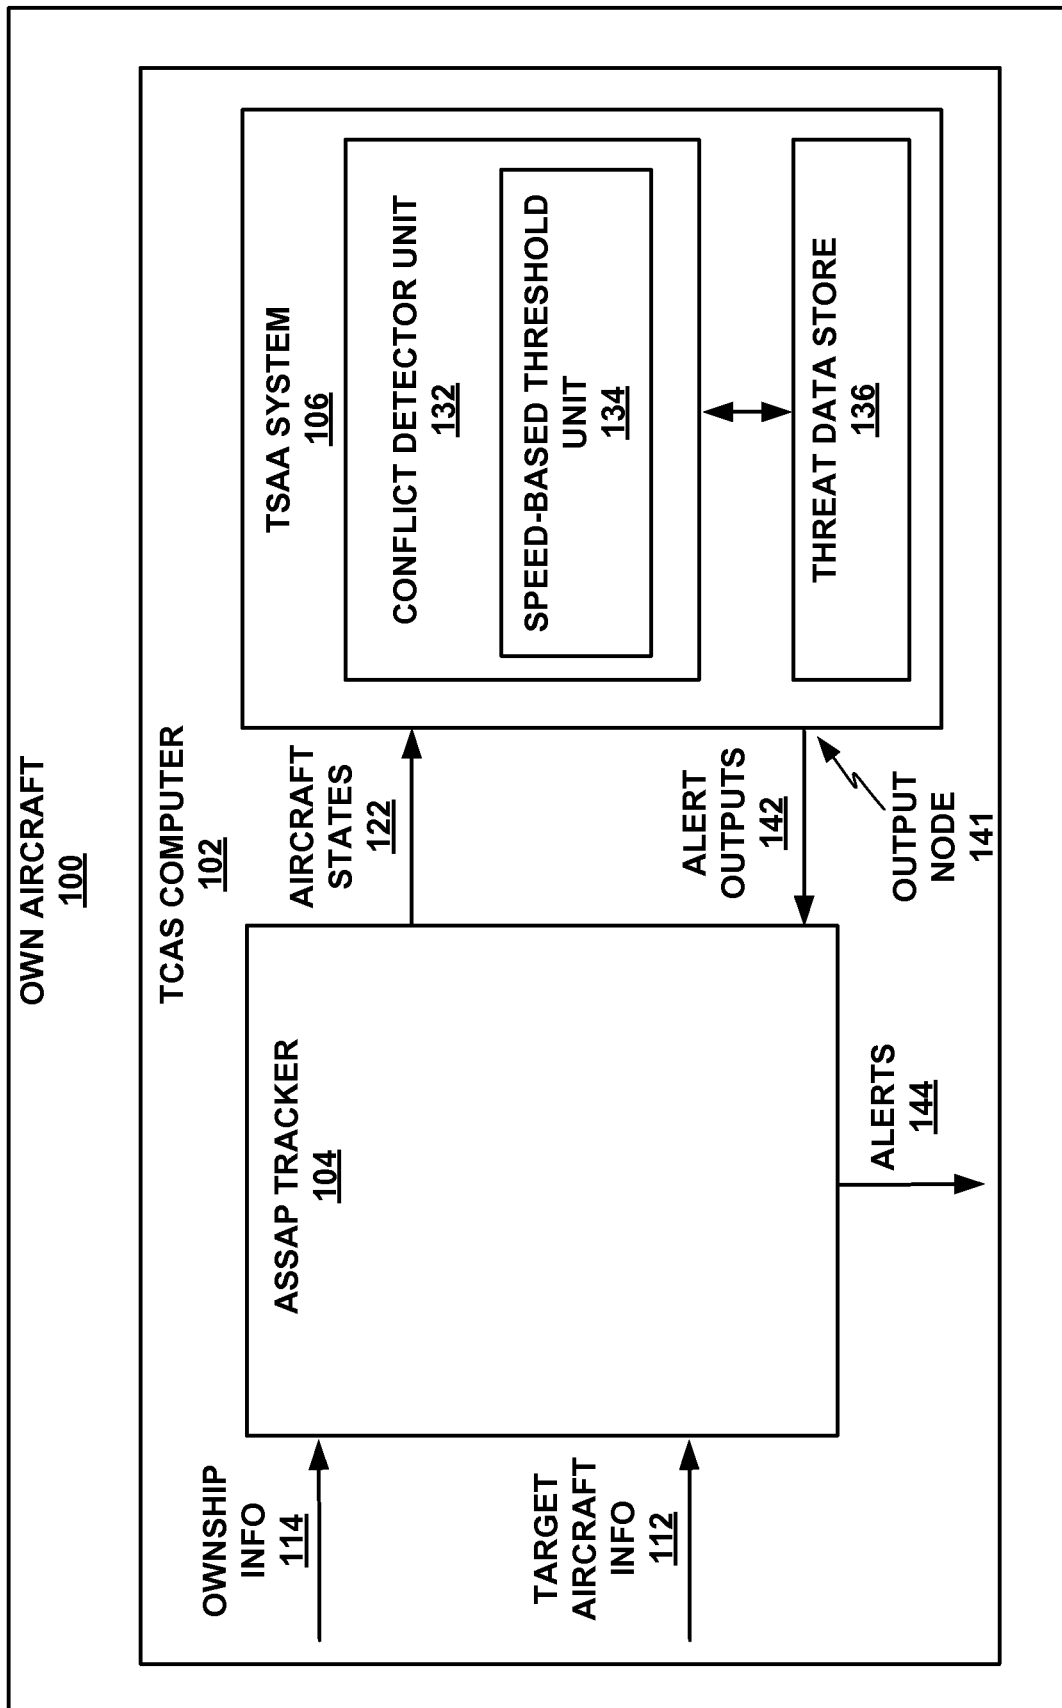 OWN AIRCRAFT
100
TCAS COMPUTER
102
OWNSHIP
INFO
114
TARGET
AIRCRAFT
INFO
112
ASSAP TRACKER
104
ALERTS
144
AIRCRAFT
STATES
122
ALERT
OUTPUTS
142
OUTPUT
NODE
141
TSAA SYSTEM
106
CONFLICT DETECTOR UNIT
132
SPEED-BASED THRESHOLD
UNIT
134
THREAT DATA STORE
136